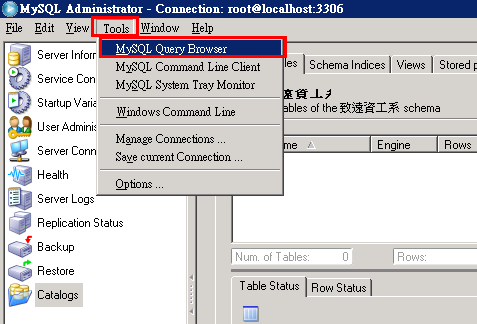 MySQL Administrator - Connection: root@localhost:3306
File Edit View Tools Window Help
Server Inform
Service Con
Startup Varia
User Adminis
Server Conn
Health
Server Logs
Replication Status
Backup
Restore
Catalogs
MySQL Query Browser
MySQL Command Line Client
MySQL System Tray Monitor
Windows Command Line
Manage Connections ...
Save current Connection ...
Options ...
les Schema Indices Views Stored p
致遠資工系
ables of the 致遠資工系 schema
me Engine Rows
Num. of Tables: 0 Rows:
Table Status Row Status